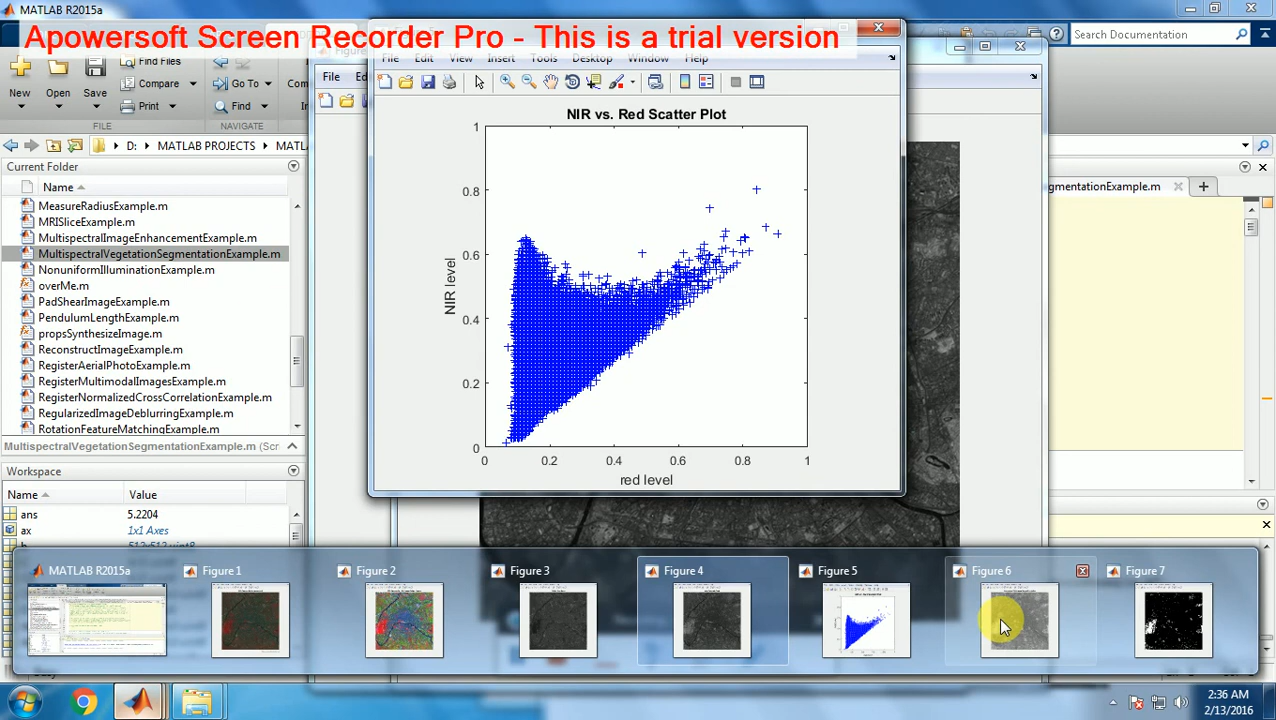 MATLAB R2015a
Apowersoft Screen Recorder Pro - This is a trial version
Search Documentation
File Edit View Insert Tools Desktop Window Help
File
New
Open
Save
Find Files
Compare
Print
Go To
Find
FILE
NAVIGATE
D:
MATLAB PROJECTS
Current Folder
Name
MeasureRadiusExample.m
MRISliceExample.m
MultispectralImageEnhancementExample.m
MultispectralVegetationSegmentationExample.m
NonuniformIlluminationExample.m
overMe.m
PadShearImageExample.m
PendulumLengthExample.m
propsSynthesizeImage.m
ReconstructImageExample.m
RegisterAerialPhotoExample.m
RegisterMultimodalImagesExample.m
RegisterNormalizedCrossCorrelationExample.m
RegularizedImageDeblurringExample.m
RotationFeatureMatchingExample.m
MultispectralVegetationSegmentationExample.m (Scr
Workspace
Name
Value
ans
5.2204
ax
1x1 Axes
gmentationExample.m
NIR vs. Red Scatter Plot
1
0.8
0.6
0.4
0.2
0
NIR level
0 0.2 0.4 0.6 0.8 1
red level
MATLAB R2015a
Figure 1
Figure 2
Figure 3
Figure 4
Figure 5
Figure 6
Figure 7
2:36 AM
2/13/2016